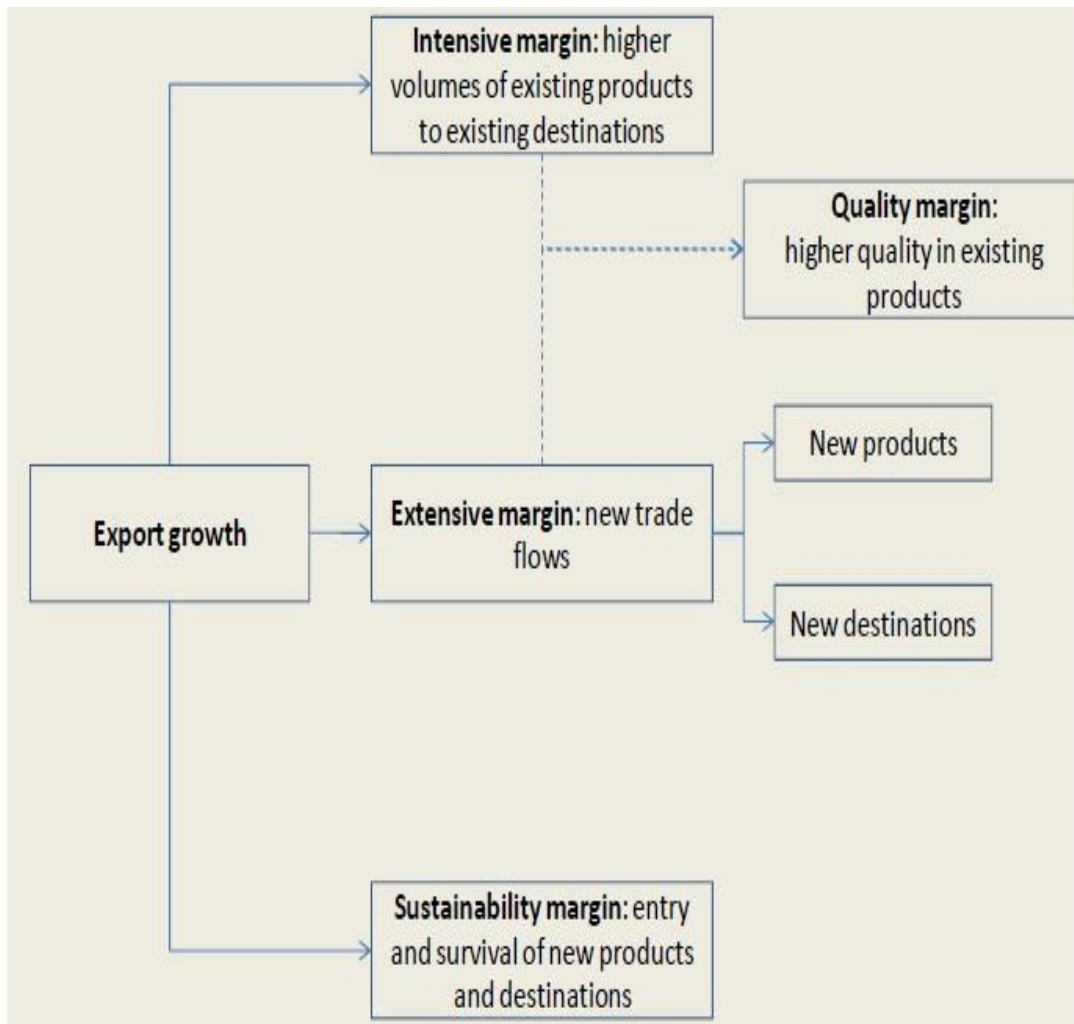 Intensive margin: higher
volumes of existing products
to existing destinations
Quality margin:
higher quality in existing
products
New products
Export growth
Extensive margin: new trade
flows
New destinations
Sustainability margin: entry
and survival of new products
and destinations